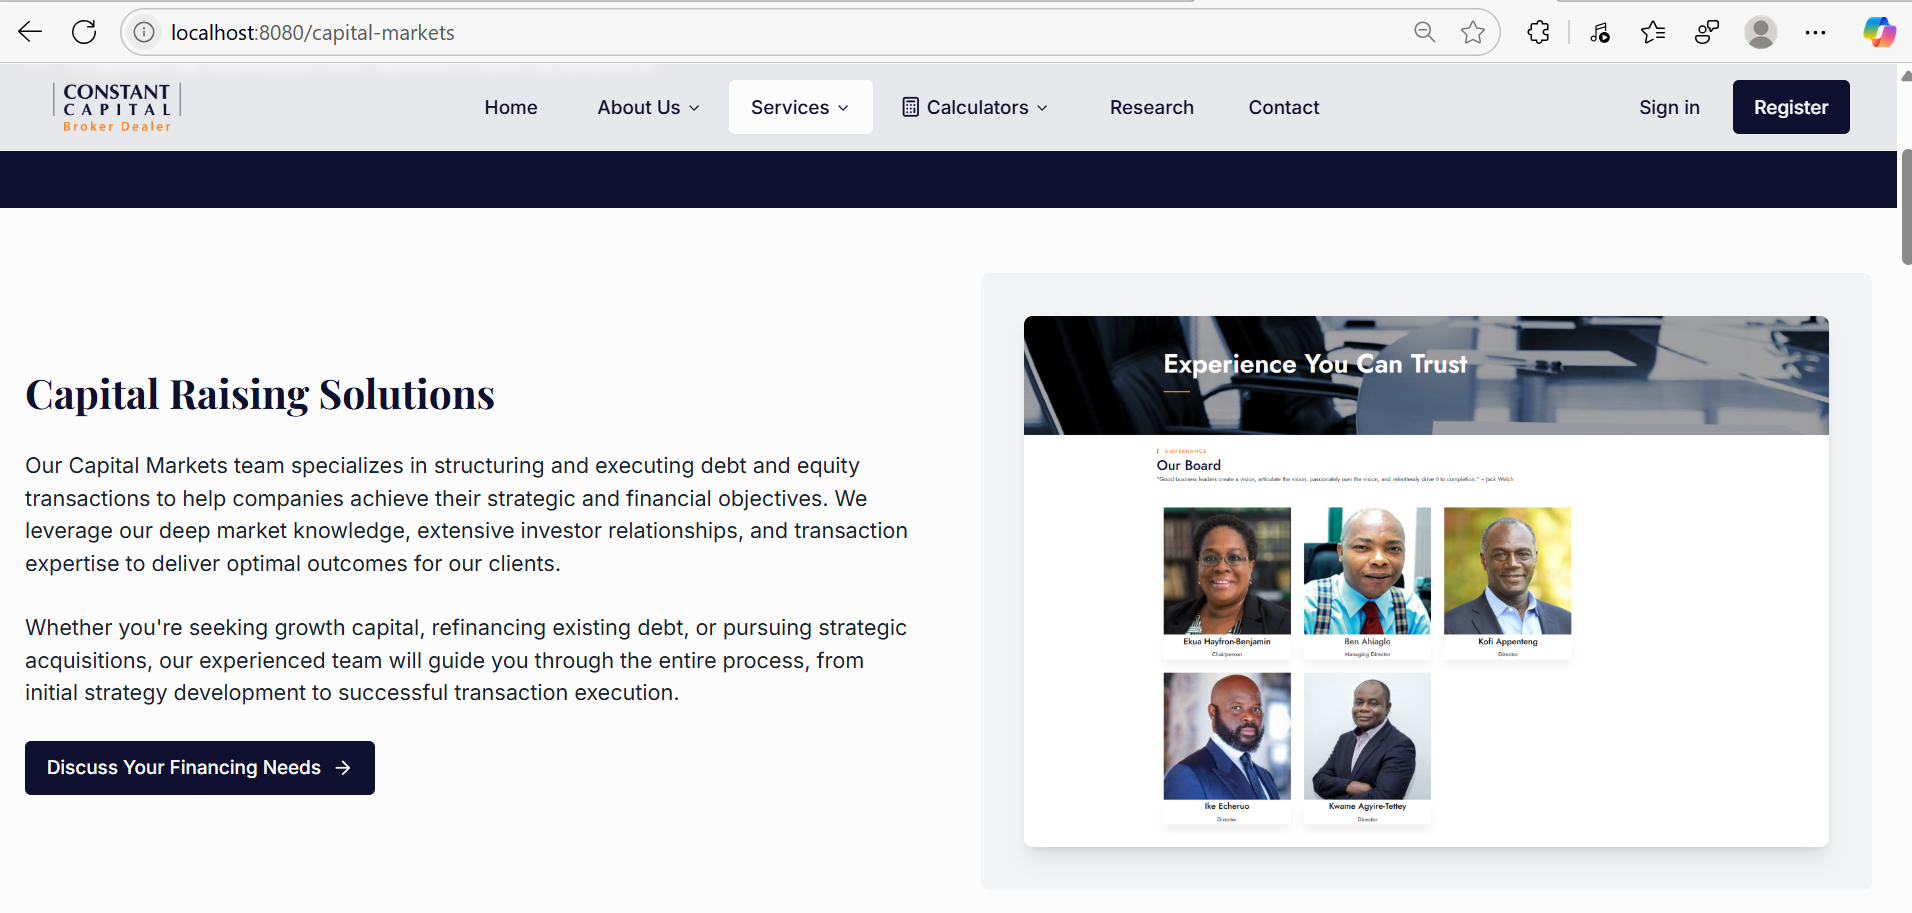 localhost:8080/capital-markets
CONSTANT
CAPITAL
Broker Dealer
Home
About Us
Services
Calculators
Research
Contact
Sign in
Register
Capital Raising Solutions
Our Capital Markets team specializes in structuring and executing debt and equity
transactions to help companies achieve their strategic and financial objectives. We
leverage our deep market knowledge, extensive investor relationships, and transaction
expertise to deliver optimal outcomes for our clients.
Whether you're seeking growth capital, refinancing existing debt, or pursuing strategic
acquisitions, our experienced team will guide you through the entire process, from
initial strategy development to successful transaction execution.
Discuss Your Financing Needs
Experience You Can Trust
GOVERNANCE
Our Board
"Good business leaders create a vision, articulate the vision, passionately own the vision, and relentlessly drive it to completion." – Jack Welch
Ekua Hayfron-Benjamin
Chairperson
Ben Ahiaglo
Managing Director
Kofi Appenteng
Director
Ike Echeruo
Director
Kwame Agyire-Tettey
Director